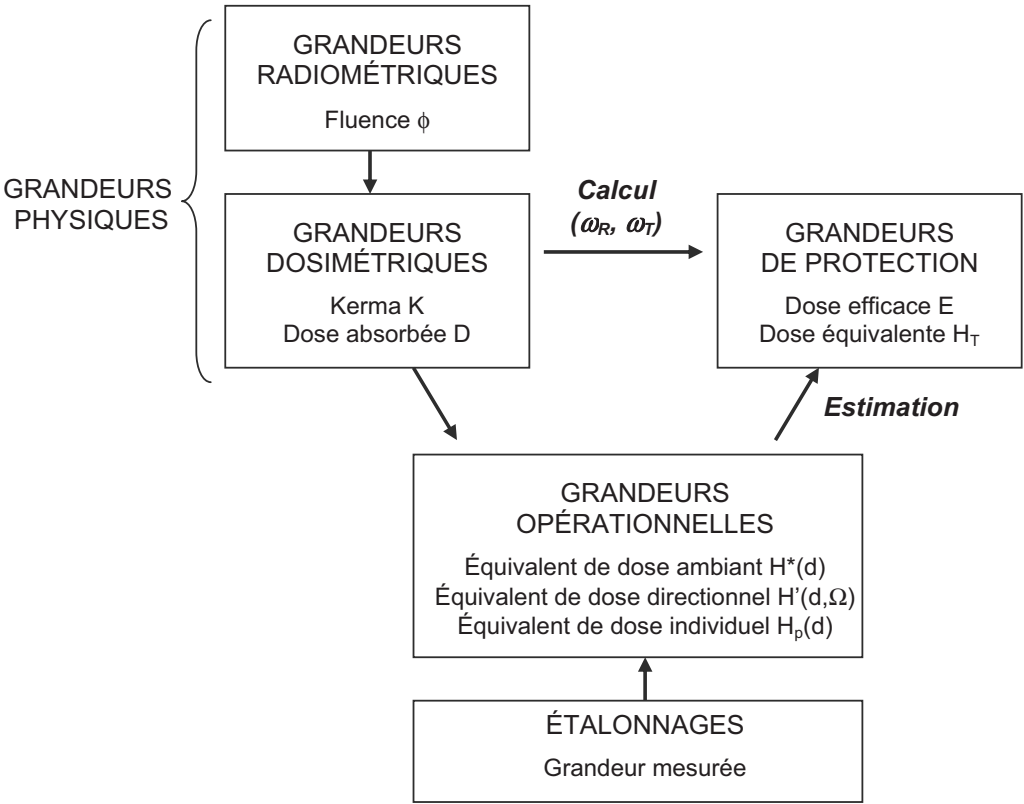 GRANDEURS
RADIOMÉTRIQUES
Fluence ϕ
GRANDEURS
PHYSIQUES
GRANDEURS
DOSIMÉTRIQUES
Kerma K
Dose absorbée D
Calcul
(ωR, ωT)
GRANDEURS
DE PROTECTION
Dose efficace E
Dose équivalente HT
Estimation
GRANDEURS
OPÉRATIONNELLES
Équivalent de dose ambiant H*(d)
Équivalent de dose directionnel H’(d,Ω)
Équivalent de dose individuel Hp(d)
ÉTALONNAGES
Grandeur mesurée